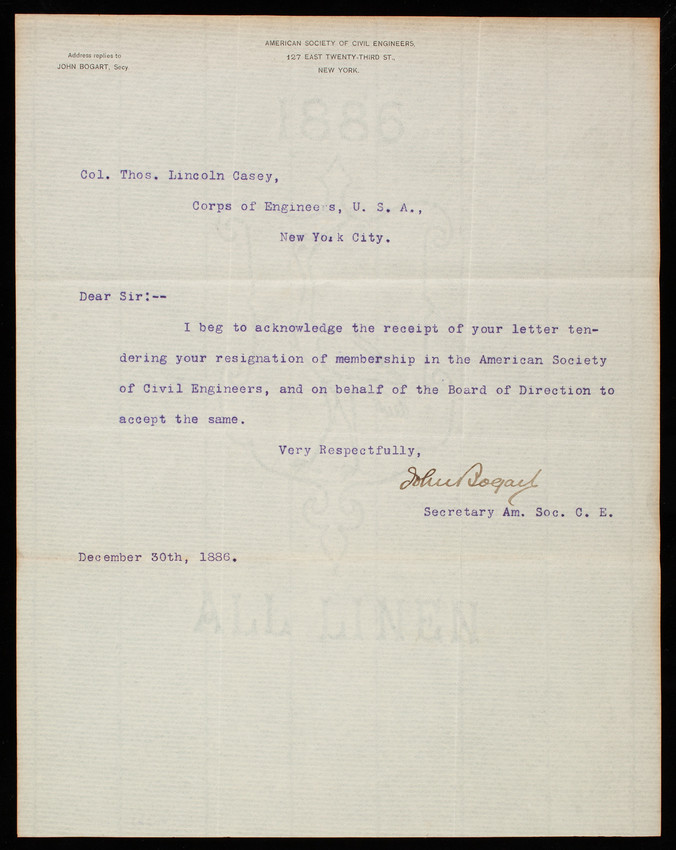 AMERICAN SOCIETY OF CIVIL ENGINEERS,
127 EAST TWENTY-THIRD ST.,
NEW YORK.
Address replies to
JOHN BOGART, Secy.
1886
Col. Thos. Lincoln Casey,
Corps of Engineers, U. S. A.,
New York City.
Dear Sir:--
I beg to acknowledge the receipt of your letter ten-
dering your resignation of membership in the American Society
of Civil Engineers, and on behalf of the Board of Direction to
accept the same.
Very Respectfully,
John Bogart
Secretary Am. Soc. C. E.
December 30th, 1886.
ALL LINEN